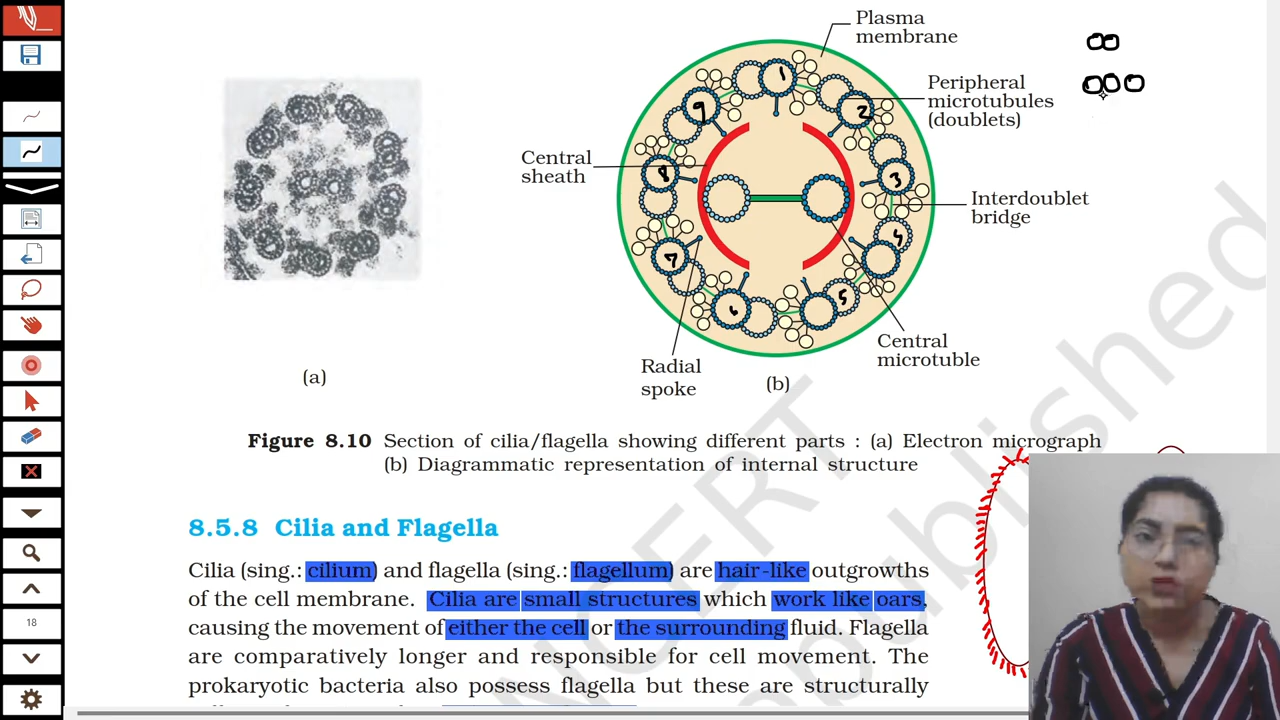 Plasma
membrane
Peripheral
microtubules
(doublets)
Central
sheath
Interdoublet
bridge
Central
microtuble
Radial
spoke
1
2
3
4
5
6
7
8
9
(a)
(b)
Figure 8.10 Section of cilia/flagella showing different parts : (a) Electron micrograph
(b) Diagrammatic representation of internal structure
8.5.8 Cilia and Flagella
Cilia (sing.: cilium) and flagella (sing.: flagellum) are hair-like outgrowths
of the cell membrane. Cilia are small structures which work like oars,
causing the movement of either the cell or the surrounding fluid. Flagella
are comparatively longer and responsible for cell movement. The
prokaryotic bacteria also possess flagella but these are structurally
18
NCERT
republished